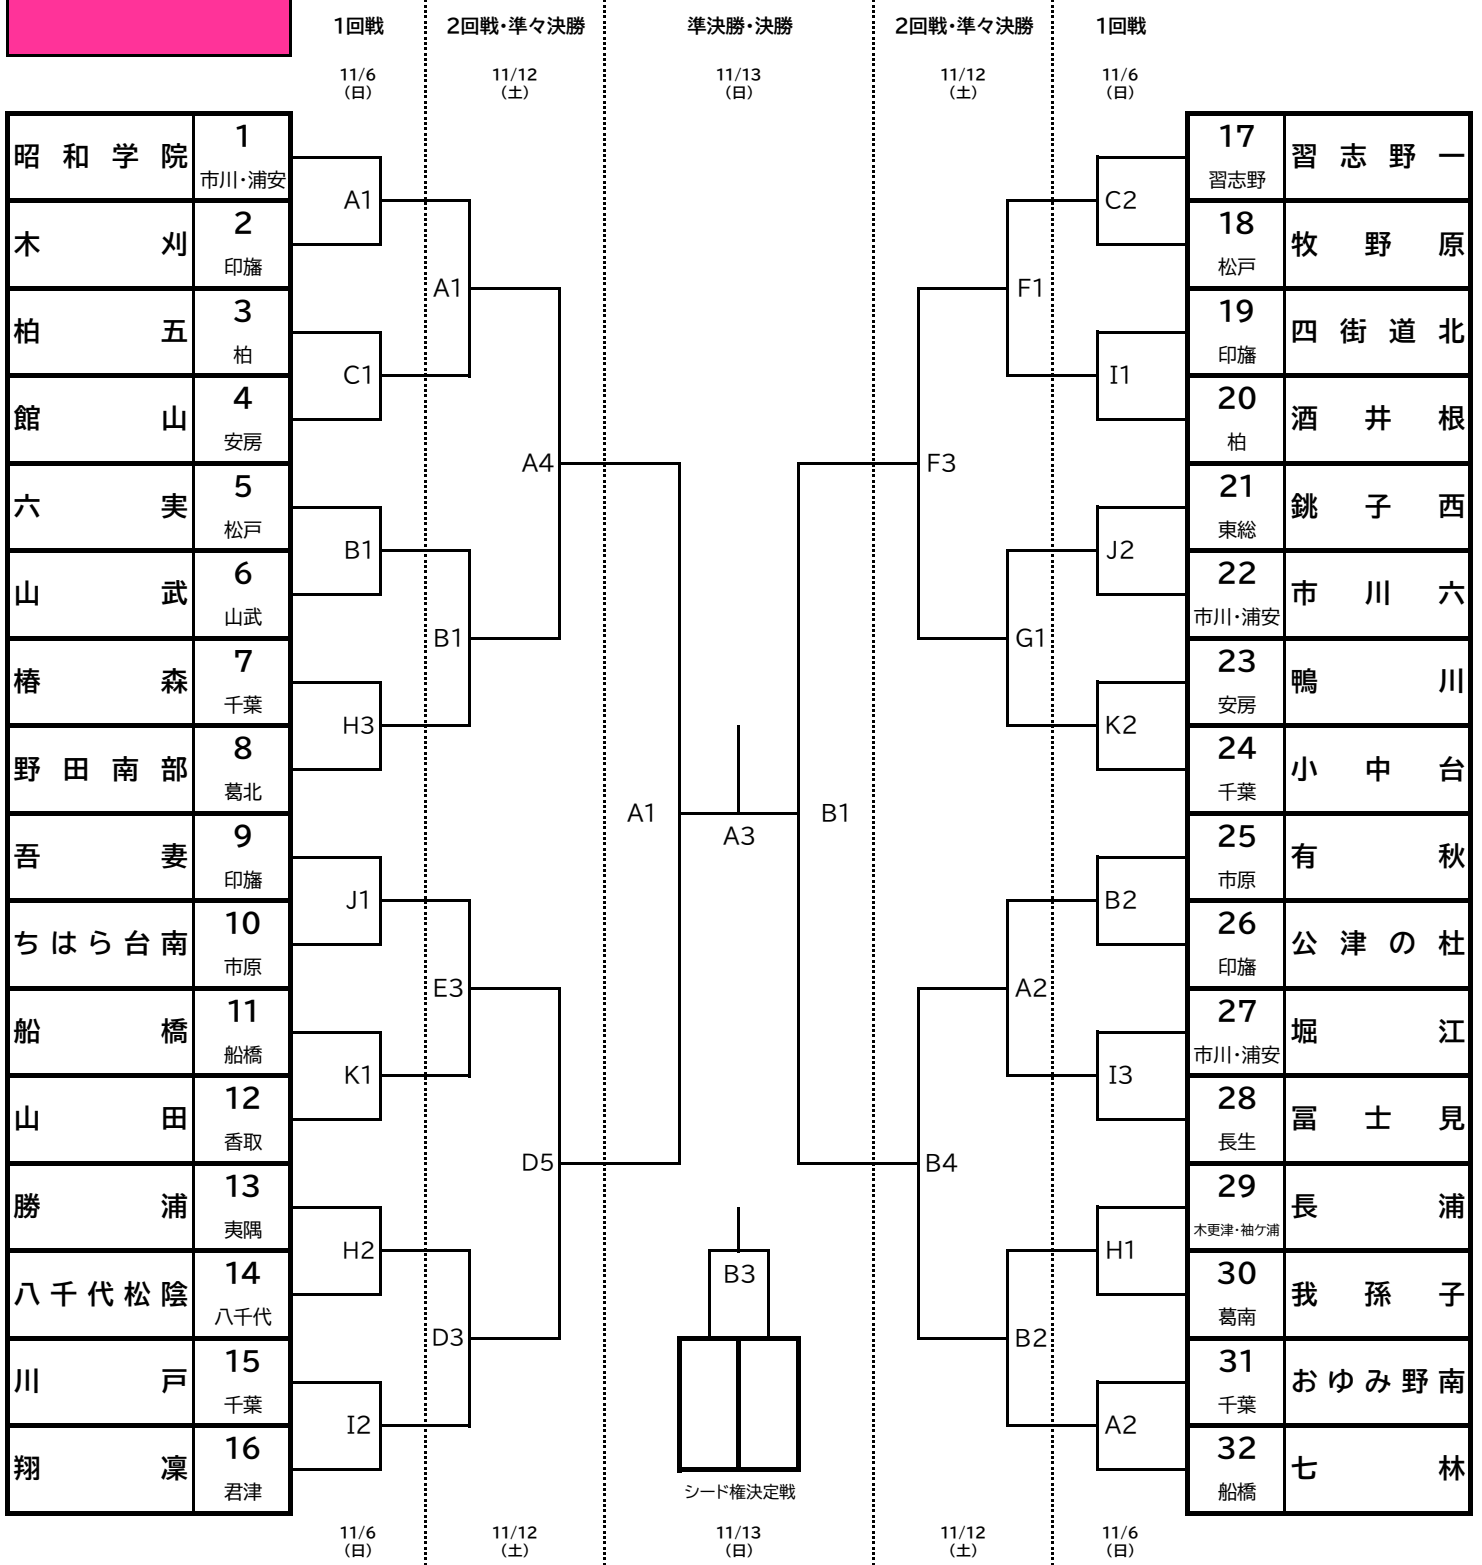 1回戦 2回戦・準々決勝 準決勝・決勝 2回戦・準々決勝 1回戦
11/6 11/12 11/13 11/12 11/6
(日) (土) (日) (土) (日)
昭和学院 1 市川・浦安
木刈 2 印旛
柏五 3 柏
館山 4 安房
六実 5 松戸
山武 6 山武
椿森 7 千葉
野田南部 8 葛北
吾妻 9 印旛
ちはら台南 10 市原
船橋 11 船橋
山田 12 香取
勝浦 13 夷隅
八千代松陰 14 八千代
川戸 15 千葉
翔凜 16 君津
A1
C1
B1
H3
J1
K1
H2
I2
A1
B1
E3
D3
A4
D5
A1
A3
B1
B3
シード権決定戦
F3
B4
F1
G1
A2
B2
C2
I1
J2
K2
B2
I3
H1
A2
17 習志野 習志野一
18 松戸 牧野原
19 印旛 四街道北
20 柏 酒井根
21 東総 銚子西
22 市川・浦安 市川六
23 安房 鴨川
24 千葉 小中台
25 市原 有秋
26 印旛 公津の杜
27 市川・浦安 堀江
28 長生 冨士見
29 木更津・袖ケ浦 長浦
30 葛南 我孫子
31 千葉 おゆみ野南
32 船橋 七林
11/6 11/12 11/13 11/12 11/6
(日) (土) (日) (土) (日)